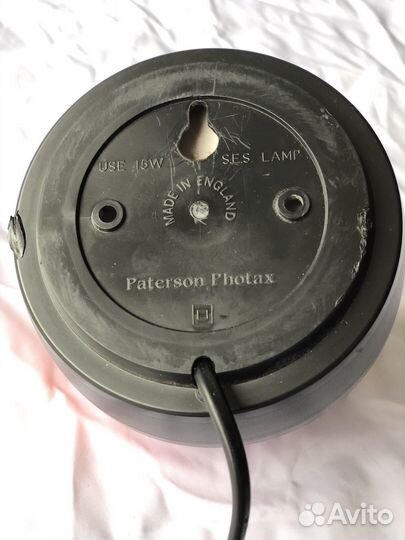 USE 15W S.E.S LAMP
MADE IN ENGLAND
Paterson Photax
Avito